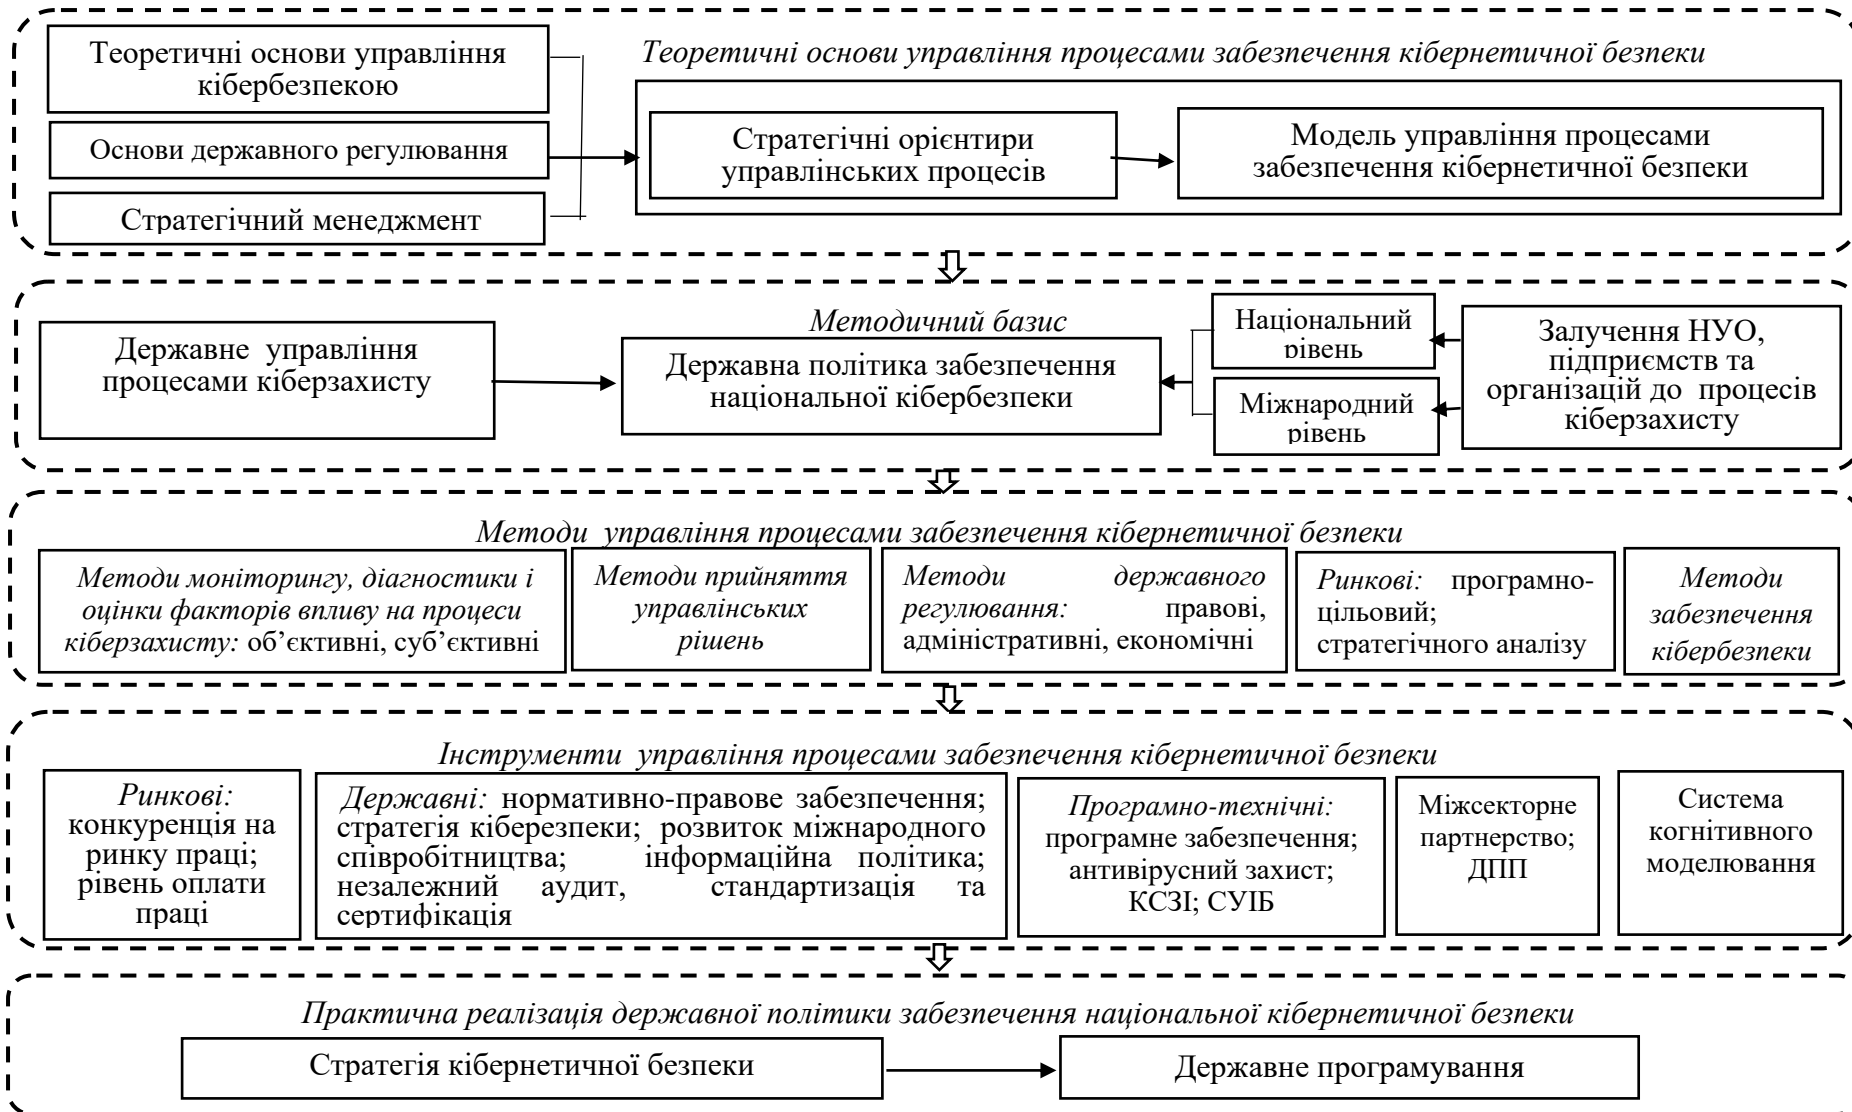 Теоретичні основи управління
кібербезпекою
Основи державного регулювання
Стратегічний менеджмент
Теоретичні основи управління процесами забезпечення кібернетичної безпеки
Стратегічні орієнтири
управлінських процесів
Модель управління процесами
забезпечення кібернетичної безпеки
Методичний базис
Державне управління
процесами кіберзахисту
Державна політика забезпечення
національної кібербезпеки
Національний
рівень
Міжнародний
рівень
Залучення НУО,
підприємств та
організацій до процесів
кіберзахисту
Методи управління процесами забезпечення кібернетичної безпеки
Методи моніторингу, діагностики і
оцінки факторів впливу на процеси
кіберзахисту: об’єктивні, суб’єктивні
Методи прийняття
управлінських
рішень
Методи державного
регулювання: правові,
адміністративні, економічні
Ринкові: програмно-
цільовий;
стратегічного аналізу
Методи
забезпечення
кібербезпеки
Інструменти управління процесами забезпечення кібернетичної безпеки
Ринкові:
конкуренція на
ринку праці;
рівень оплати
праці
Державні: нормативно-правове забезпечення;
стратегія кіберезпеки; розвиток міжнародного
співробітництва; інформаційна політика;
незалежний аудит, стандартизація та
сертифікація
Програмно-технічні:
програмне забезпечення;
антивірусний захист;
КСЗІ; СУІБ
Міжсекторне
партнерство;
ДПП
Система
когнітивного
моделювання
Практична реалізація державної політики забезпечення національної кібернетичної безпеки
Стратегія кібернетичної безпеки
Державне програмування